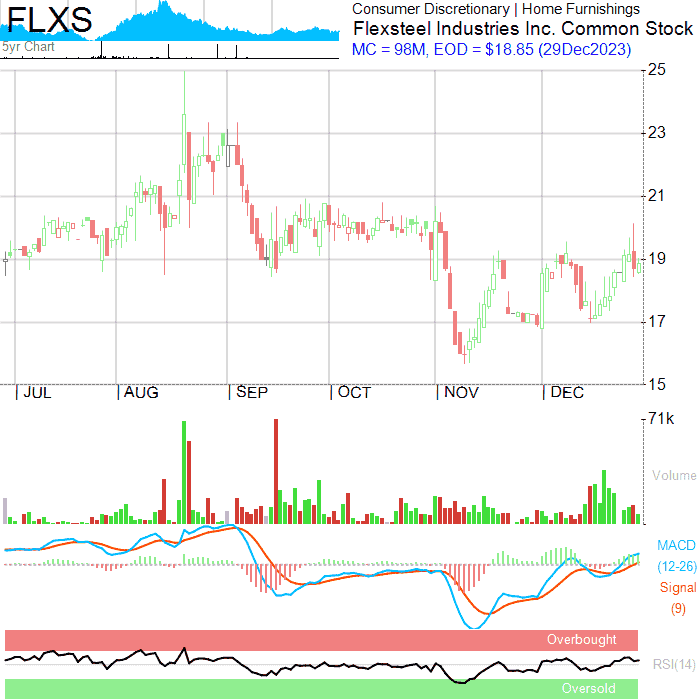 FLXS
5yr Chart
Consumer Discretionary | Home Furnishings
Flexsteel Industries Inc. Common Stock
MC = 98M, EOD = $18.85 (29Dec2023)
25
23
21
19
17
15
JUL
AUG
SEP
OCT
NOV
DEC
71k
Volume
MACD
(12-26)
Signal
(9)
Overbought
RSI(14)
Oversold